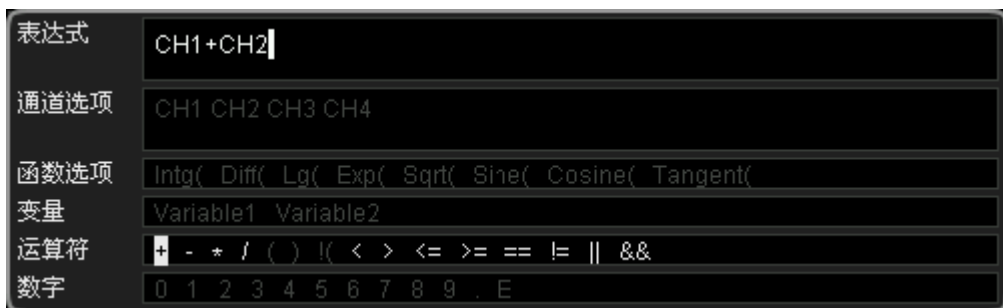 表达式 CH1+CH2
通道选项 CH1 CH2 CH3 CH4
函数选项 Intg( Diff( Lg( Exp( Sqrt( Sine( Cosine( Tangent(
变量 Variable1 Variable2
运算符 + - * / ( ) !( < > <= >= == != || &&
数字 0 1 2 3 4 5 6 7 8 9 . E